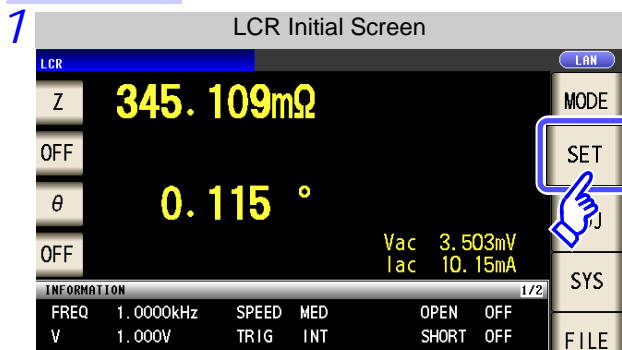 1
LCR Initial Screen
LCR
LAN
Z 345.109mΩ
MODE
OFF
SET
θ 0.115 °
OFF
Vac 3.503mV
Iac 10.15mA
SYS
INFORMATION 1/2
FREQ 1.0000kHz SPEED MED OPEN OFF
V 1.000V TRIG INT SHORT OFF
FILE